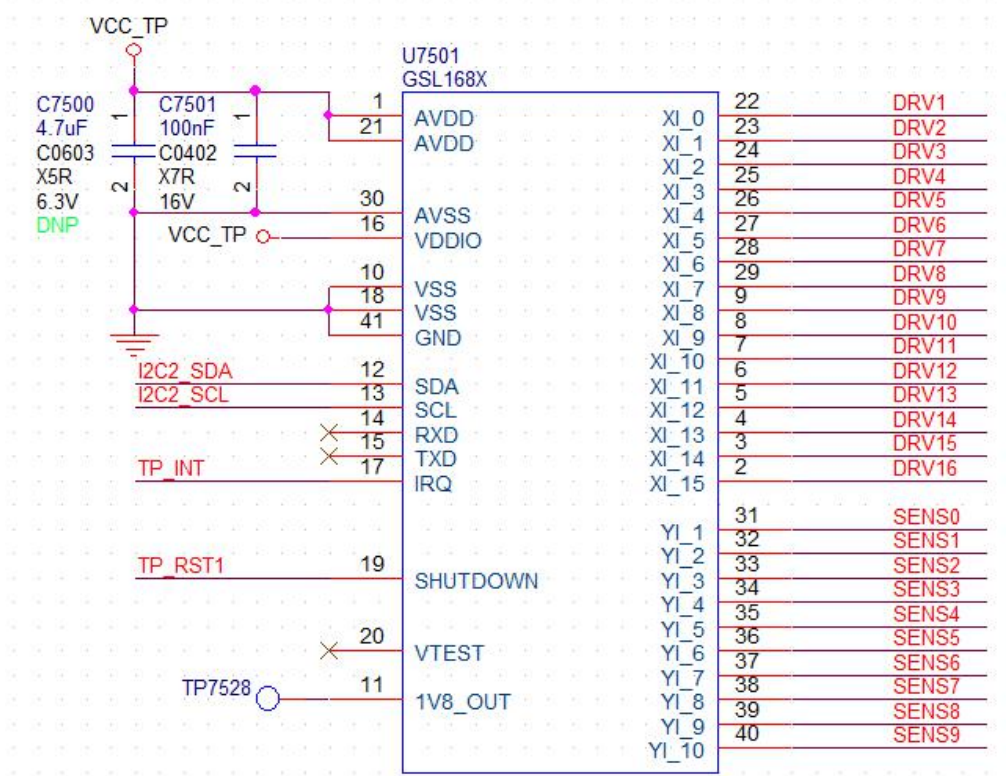 VCC_TP
U7501
GSL168X
C7500
4.7uF
C0603
X5R
6.3V
DNP
1
2
C7501
100nF
C0402
X7R
16V
1
2
VCC_TP
1 AVDD
21 AVDD
30 AVSS
16 VDDIO
10 VSS
18 VSS
41 GND
I2C2_SDA 12 SDA
I2C2_SCL 13 SCL
14 RXD
15 TXD
TP_INT 17 IRQ
TP_RST1 19 SHUTDOWN
20 VTEST
TP7528 11 1V8_OUT
XI_0 22 DRV1
XI_1 23 DRV2
XI_2 24 DRV3
XI_3 25 DRV4
XI_4 26 DRV5
XI_5 27 DRV6
XI_6 28 DRV7
XI_7 29 DRV8
XI_8 9 DRV9
XI_9 8 DRV10
XI_10 7 DRV11
XI_11 6 DRV12
XI_12 5 DRV13
XI_13 4 DRV14
XI_14 3 DRV15
XI_15 2 DRV16
YI_1 31 SENS0
YI_2 32 SENS1
YI_3 33 SENS2
YI_4 34 SENS3
YI_5 35 SENS4
YI_6 36 SENS5
YI_7 37 SENS6
YI_8 38 SENS7
YI_9 39 SENS8
YI_10 40 SENS9